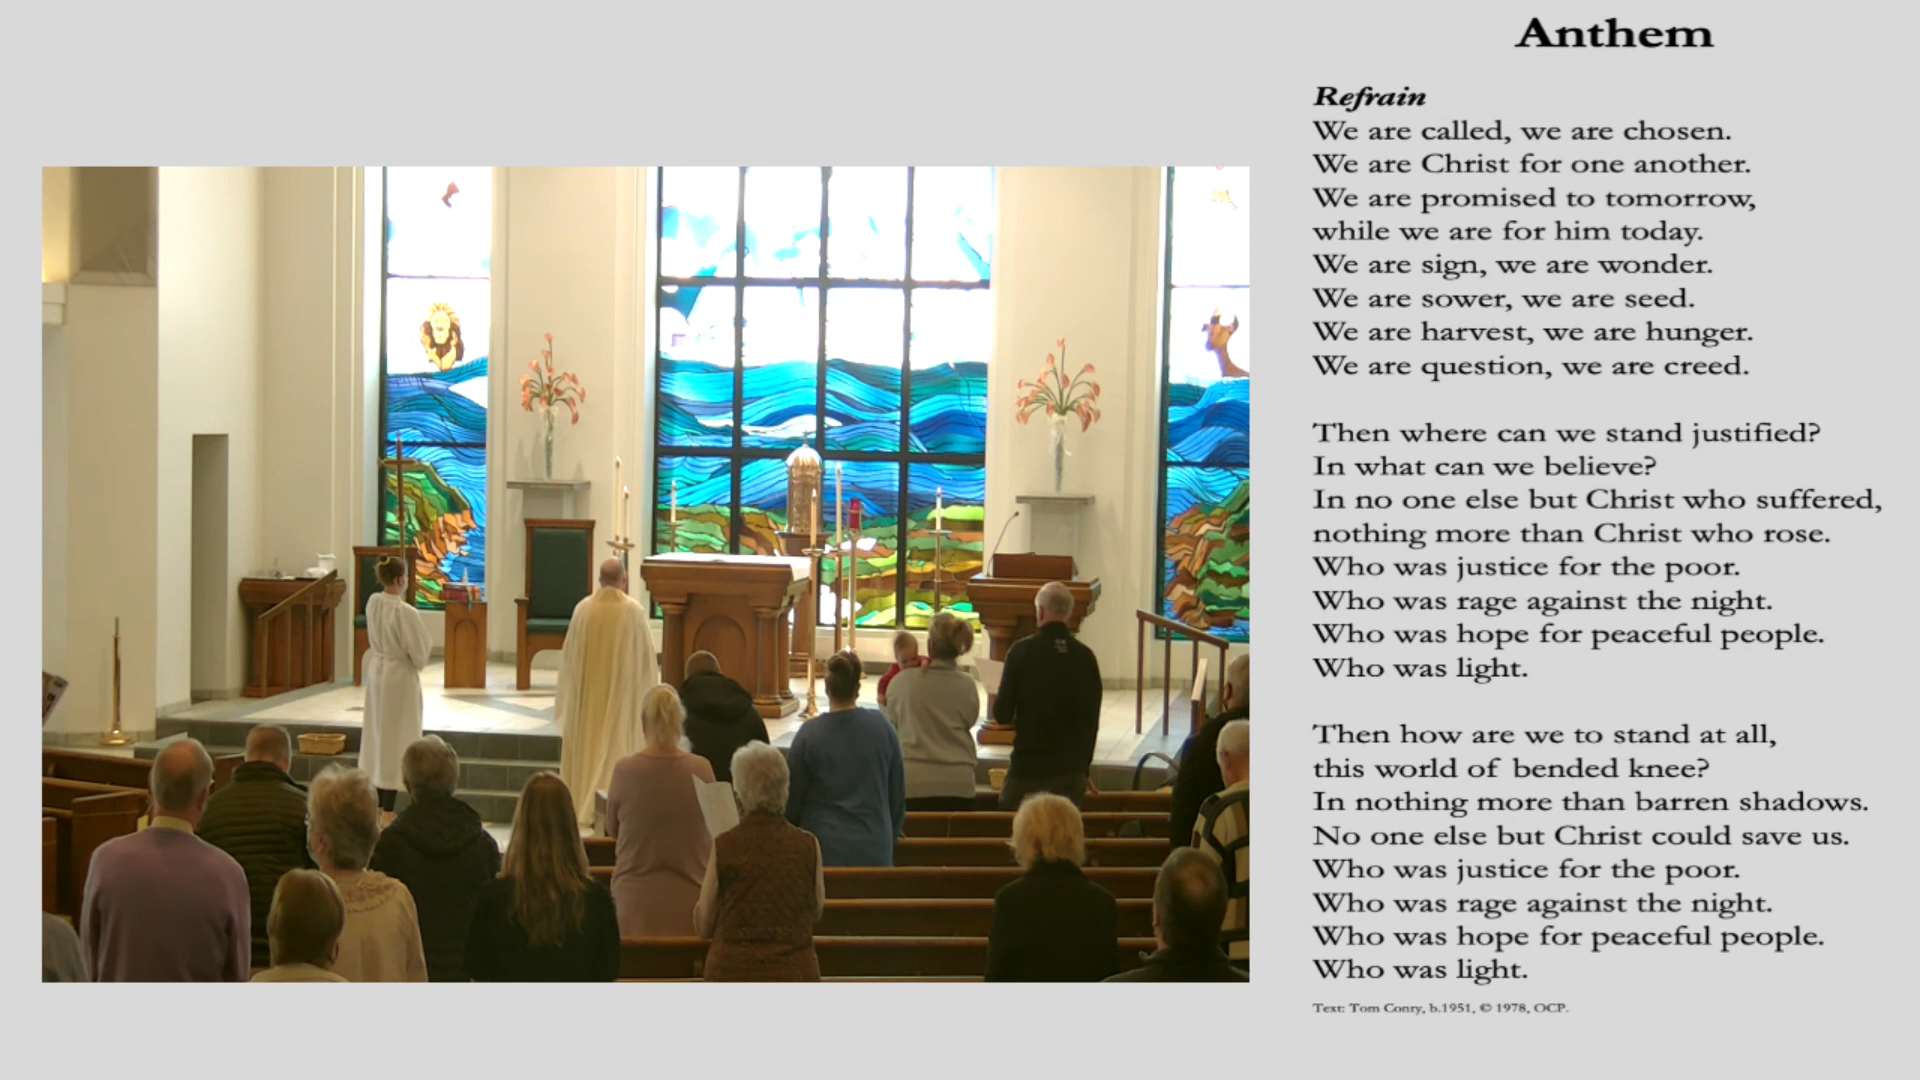 Anthem
Refrain
We are called, we are chosen.
We are Christ for one another.
We are promised to tomorrow,
while we are for him today.
We are sign, we are wonder.
We are sower, we are seed.
We are harvest, we are hunger.
We are question, we are creed.
Then where can we stand justified?
In what can we believe?
In no one else but Christ who suffered,
nothing more than Christ who rose.
Who was justice for the poor.
Who was rage against the night.
Who was hope for peaceful people.
Who was light.
Then how are we to stand at all,
this world of bended knee?
In nothing more than barren shadows.
No one else but Christ could save us.
Who was justice for the poor.
Who was rage against the night.
Who was hope for peaceful people.
Who was light.
Text: Tom Conry, b.1951, © 1978, OCP.